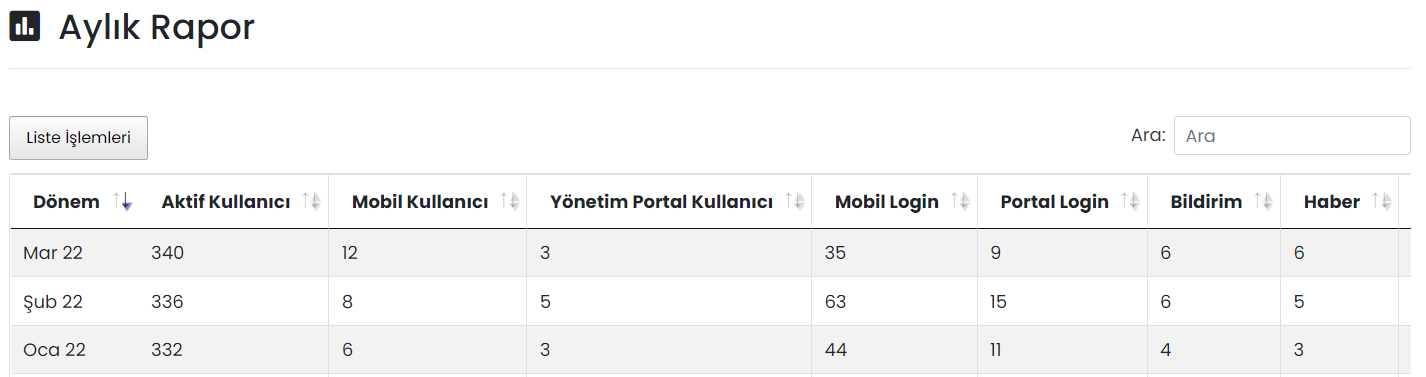 Aylık Rapor
Liste İşlemleri
Ara: Ara
Dönem Aktif Kullanıcı Mobil Kullanıcı Yönetim Portal Kullanıcı Mobil Login Portal Login Bildirim Haber
Mar 22 340 12 3 35 9 6 6
Şub 22 336 8 5 63 15 6 5
Oca 22 332 6 3 44 11 4 3